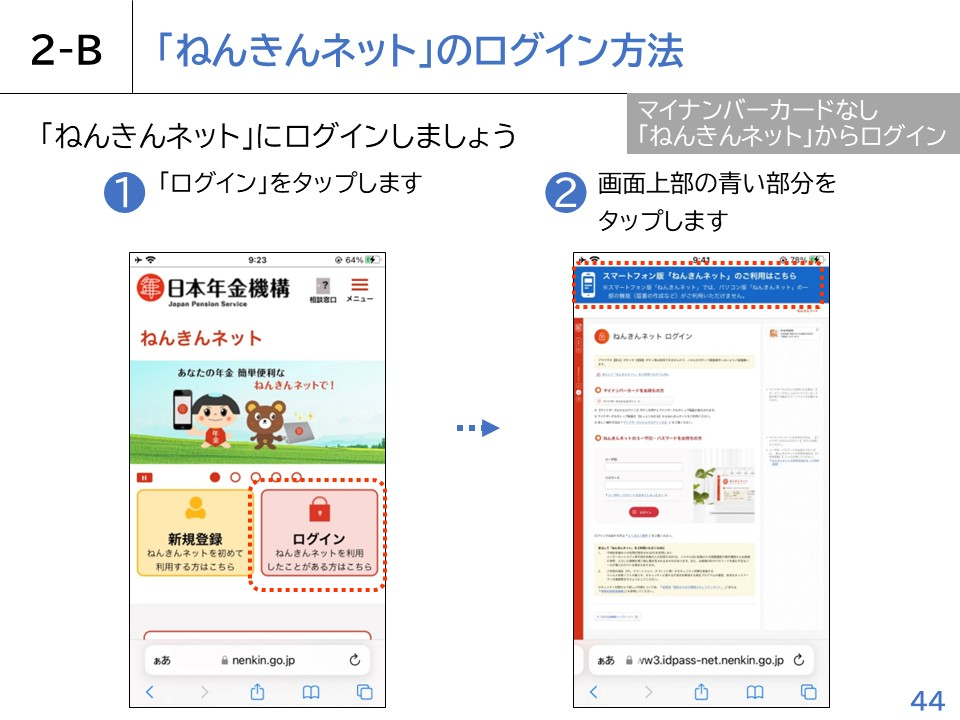 2-B
「ねんきんネット」のログイン方法
マイナンバーカードなし
「ねんきんネット」からログイン
「ねんきんネット」にログインしましょう
1
「ログイン」をタップします
2
画面上部の青い部分を
タップします
9:23
64%
日本年金機構
Japan Pension Service
?
相談窓口
メニュー
ねんきんネット
あなたの年金 簡単便利な
ねんきんネットで!
年金
新規登録
ねんきんネットを初めて
利用する方はこちら
ログイン
ねんきんネットを利用
したことがある方はこちら
ぁあ
nenkin.go.jp
9:41
78%
スマートフォン版「ねんきんネット」のご利用はこちら
※スマートフォン版「ねんきんネット」では、パソコン版「ねんきんネット」の一
部の機能（届書の作成など）がご利用いただけません。
ねんきんネット ログイン
マイナンバーカードをお持ちの方
ねんきんネットのユーザID・パスワードをお持ちの方
ユーザID
パスワード
ログイン
ぁあ
w3.idpass-net.nenkin.go.jp
44